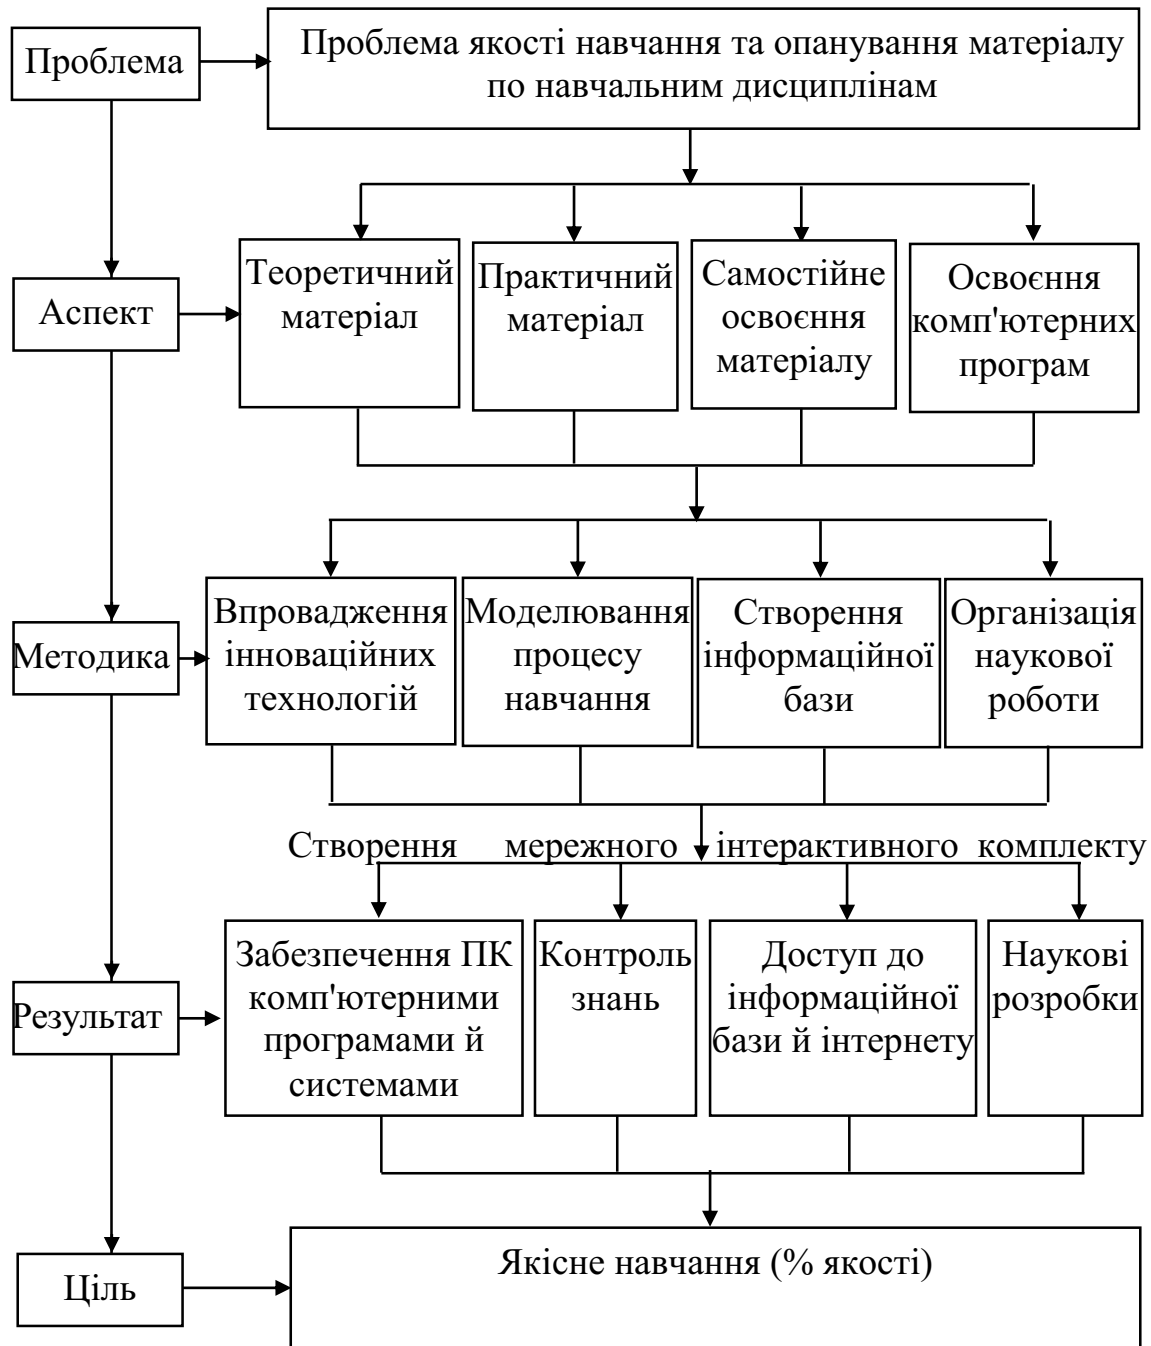 Проблема
Проблема якості навчання та опанування матеріалу
по навчальним дисциплінам
Аспект
Теоретичний
матеріал
Практичний
матеріал
Самостійне
освоєння
матеріалу
Освоєння
комп'ютерних
програм
Методика
Впровадження
інноваційних
технологій
Моделювання
процесу
навчання
Створення
інформаційної
бази
Організація
наукової
роботи
Створення мережного інтерактивного комплекту
Результат
Забезпечення ПК
комп'ютерними
програмами й
системами
Контроль
знань
Доступ до
інформаційної
бази й інтернету
Наукові
розробки
Ціль
Якісне навчання (% якості)